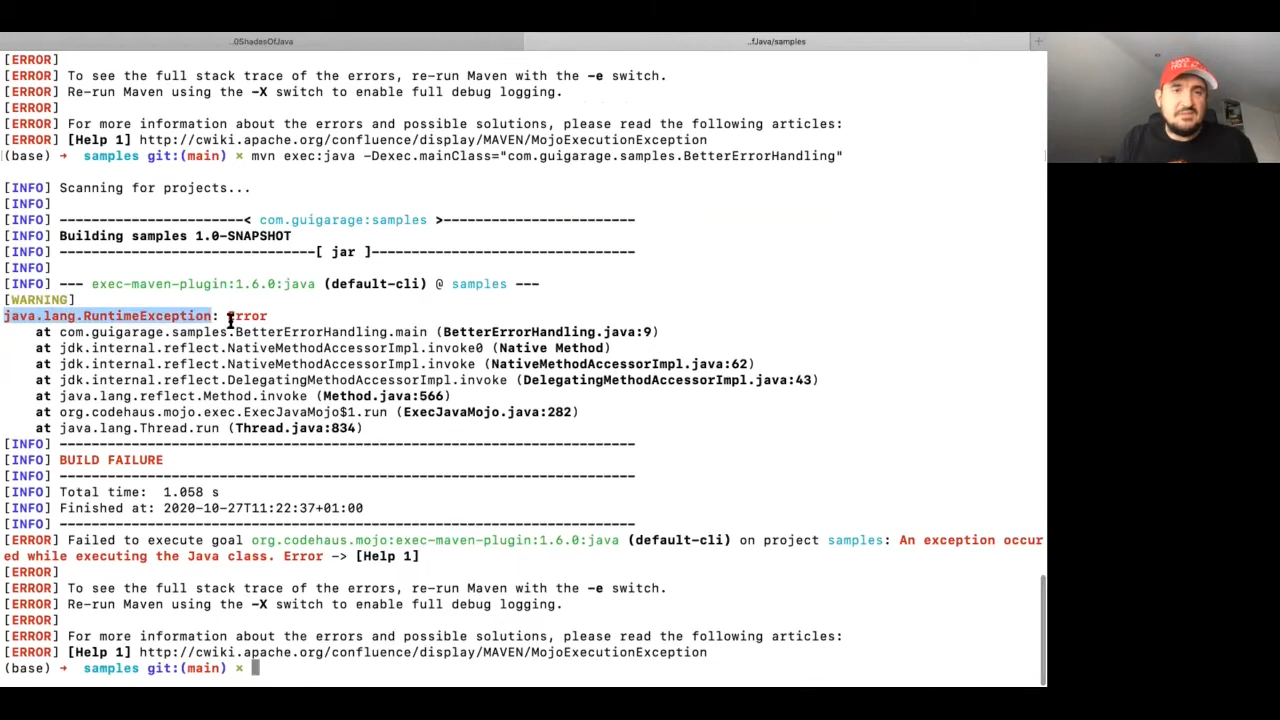 ..0ShadesOfJava
..fJava/samples
+
[ERROR]
[ERROR] To see the full stack trace of the errors, re-run Maven with the -e switch.
[ERROR] Re-run Maven using the -X switch to enable full debug logging.
[ERROR]
[ERROR] For more information about the errors and possible solutions, please read the following articles:
[ERROR] [Help 1] http://cwiki.apache.org/confluence/display/MAVEN/MojoExecutionException
(base) → samples git:(main) × mvn exec:java -Dexec.mainClass="com.guigarage.samples.BetterErrorHandling"
[INFO] Scanning for projects...
[INFO]
[INFO] -----------------------< com.guigarage:samples >------------------------
[INFO] Building samples 1.0-SNAPSHOT
[INFO] --------------------------------[ jar ]---------------------------------
[INFO]
[INFO] --- exec-maven-plugin:1.6.0:java (default-cli) @ samples ---
[WARNING]
java.lang.RuntimeException: Error
at com.guigarage.samples.BetterErrorHandling.main (BetterErrorHandling.java:9)
at jdk.internal.reflect.NativeMethodAccessorImpl.invoke0 (Native Method)
at jdk.internal.reflect.NativeMethodAccessorImpl.invoke (NativeMethodAccessorImpl.java:62)
at jdk.internal.reflect.DelegatingMethodAccessorImpl.invoke (DelegatingMethodAccessorImpl.java:43)
at java.lang.reflect.Method.invoke (Method.java:566)
at org.codehaus.mojo.exec.ExecJavaMojo$1.run (ExecJavaMojo.java:282)
at java.lang.Thread.run (Thread.java:834)
[INFO] ------------------------------------------------------------------------
[INFO] BUILD FAILURE
[INFO] ------------------------------------------------------------------------
[INFO] Total time:  1.058 s
[INFO] Finished at: 2020-10-27T11:22:37+01:00
[INFO] ------------------------------------------------------------------------
[ERROR] Failed to execute goal org.codehaus.mojo:exec-maven-plugin:1.6.0:java (default-cli) on project samples: An exception occur
ed while executing the Java class. Error -> [Help 1]
[ERROR]
[ERROR] To see the full stack trace of the errors, re-run Maven with the -e switch.
[ERROR] Re-run Maven using the -X switch to enable full debug logging.
[ERROR]
[ERROR] For more information about the errors and possible solutions, please read the following articles:
[ERROR] [Help 1] http://cwiki.apache.org/confluence/display/MAVEN/MojoExecutionException
(base) → samples git:(main) ×